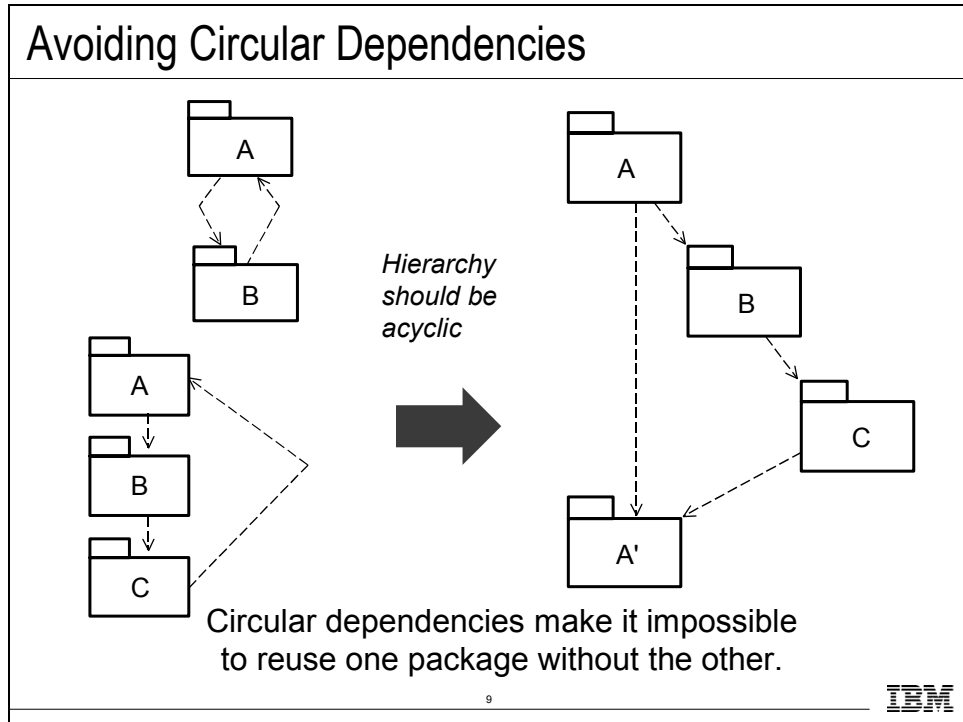 Avoiding Circular Dependencies
A
B
A
B
C
Hierarchy
should be
acyclic
A
B
C
A'
Circular dependencies make it impossible
to reuse one package without the other.
9
IBM